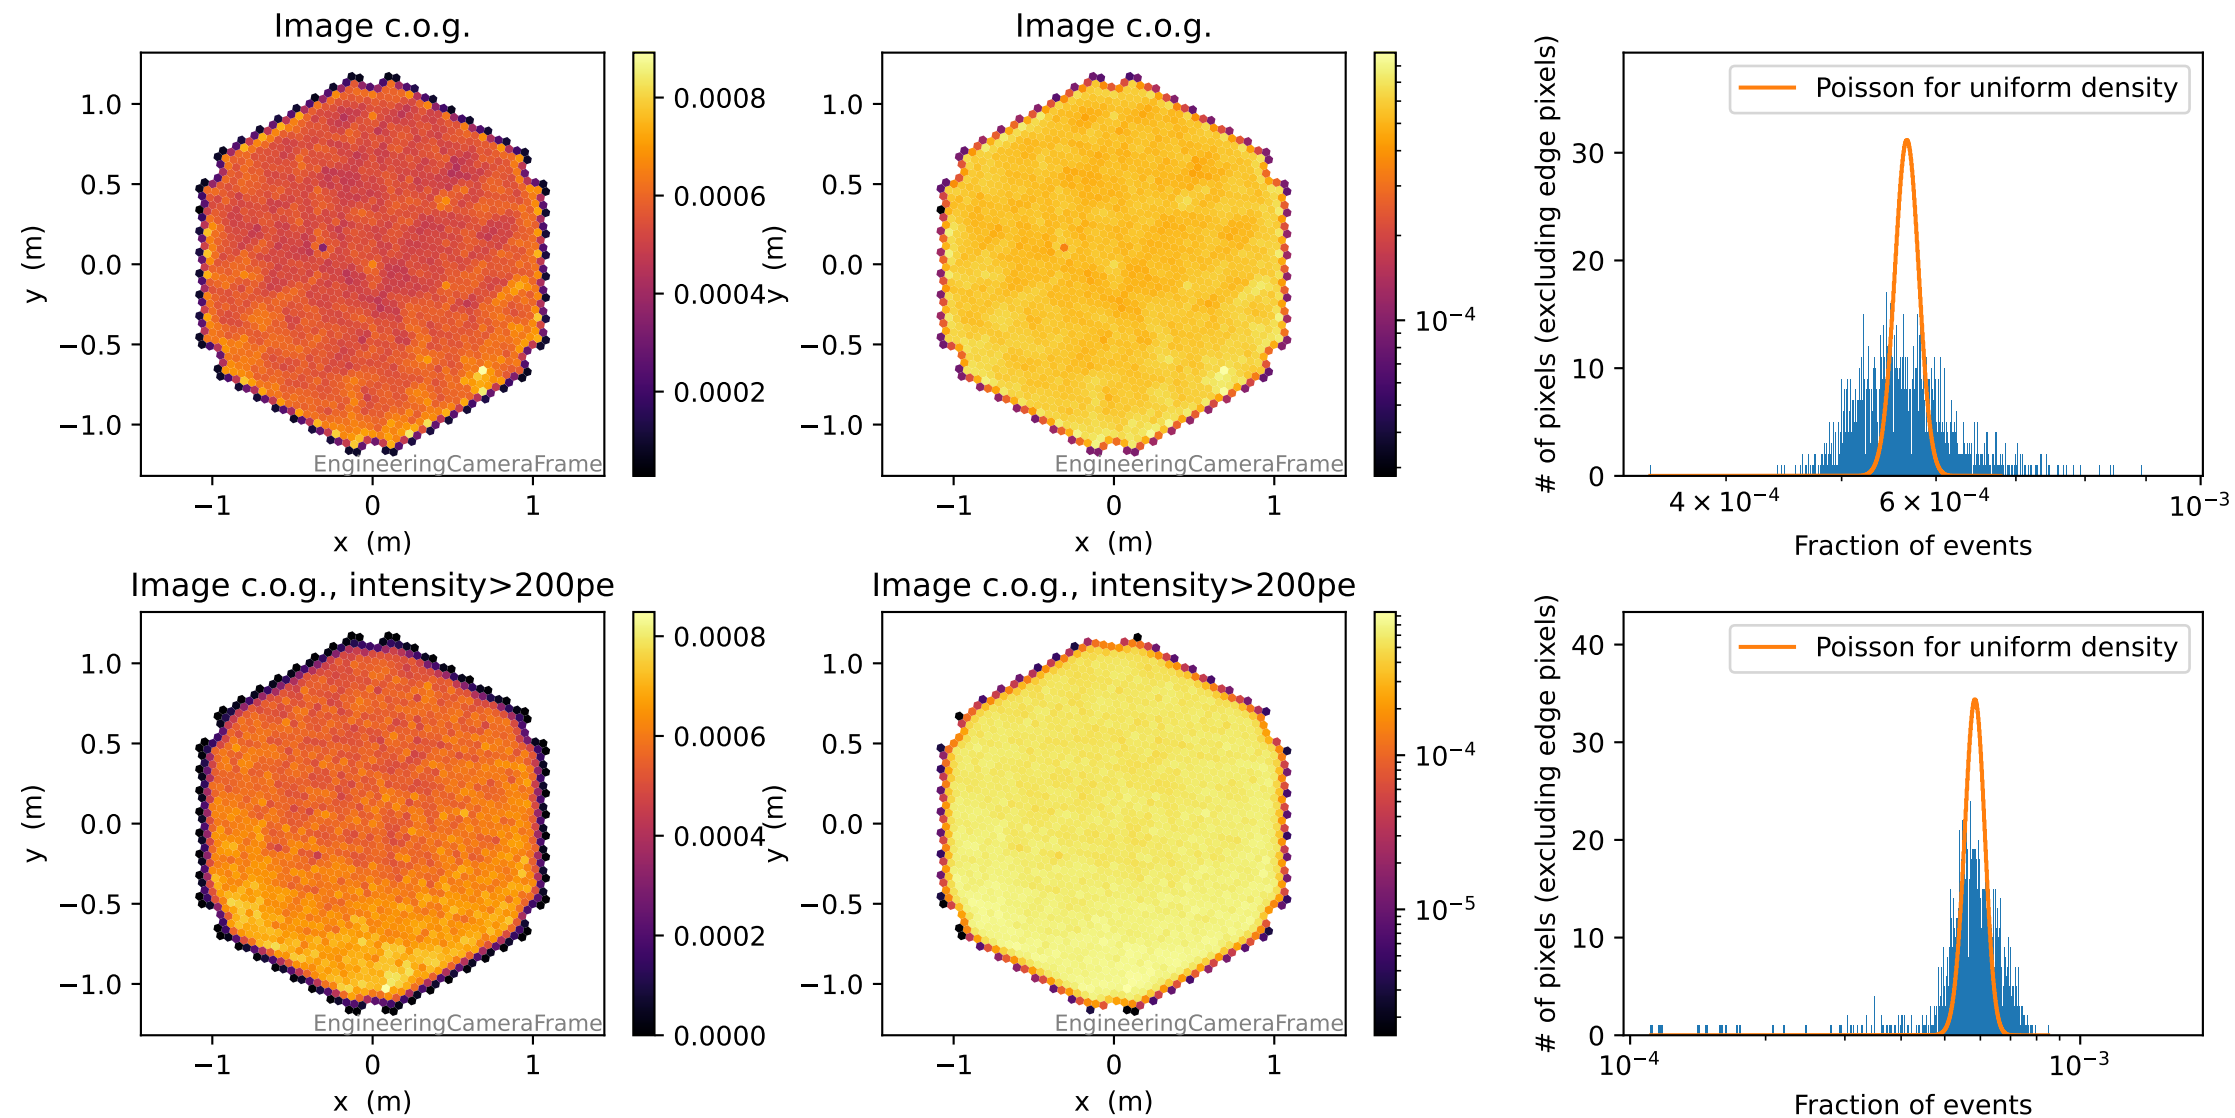 Image c.o.g.
1.0
0.5
0.0
−0.5
−1.0
y (m)
−1
0
1
x (m)
EngineeringCameraFrame
0.0008
0.0006
0.0004
0.0002
Image c.o.g.
1.0
0.5
0.0
−0.5
−1.0
y (m)
−1
0
1
x (m)
EngineeringCameraFrame
10⁻⁴
# of pixels (excluding edge pixels)
30
20
10
0
Poisson for uniform density
4 × 10⁻⁴
6 × 10⁻⁴
10⁻³
Fraction of events
Image c.o.g., intensity>200pe
1.0
0.5
0.0
−0.5
−1.0
y (m)
−1
0
1
x (m)
EngineeringCameraFrame
0.0008
0.0006
0.0004
0.0002
0.0000
Image c.o.g., intensity>200pe
1.0
0.5
0.0
−0.5
−1.0
y (m)
−1
0
1
x (m)
EngineeringCameraFrame
10⁻⁴
10⁻⁵
# of pixels (excluding edge pixels)
40
30
20
10
0
Poisson for uniform density
10⁻⁴
10⁻³
Fraction of events